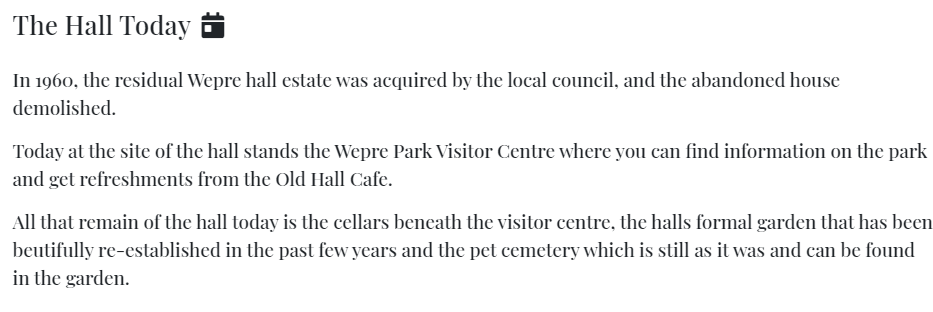 The Hall Today
In 1960, the residual Wepre hall estate was acquired by the local council, and the abandoned house
demolished.
Today at the site of the hall stands the Wepre Park Visitor Centre where you can find information on the park
and get refreshments from the Old Hall Cafe.
All that remain of the hall today is the cellars beneath the visitor centre, the halls formal garden that has been
beutifully re-established in the past few years and the pet cemetery which is still as it was and can be found
in the garden.